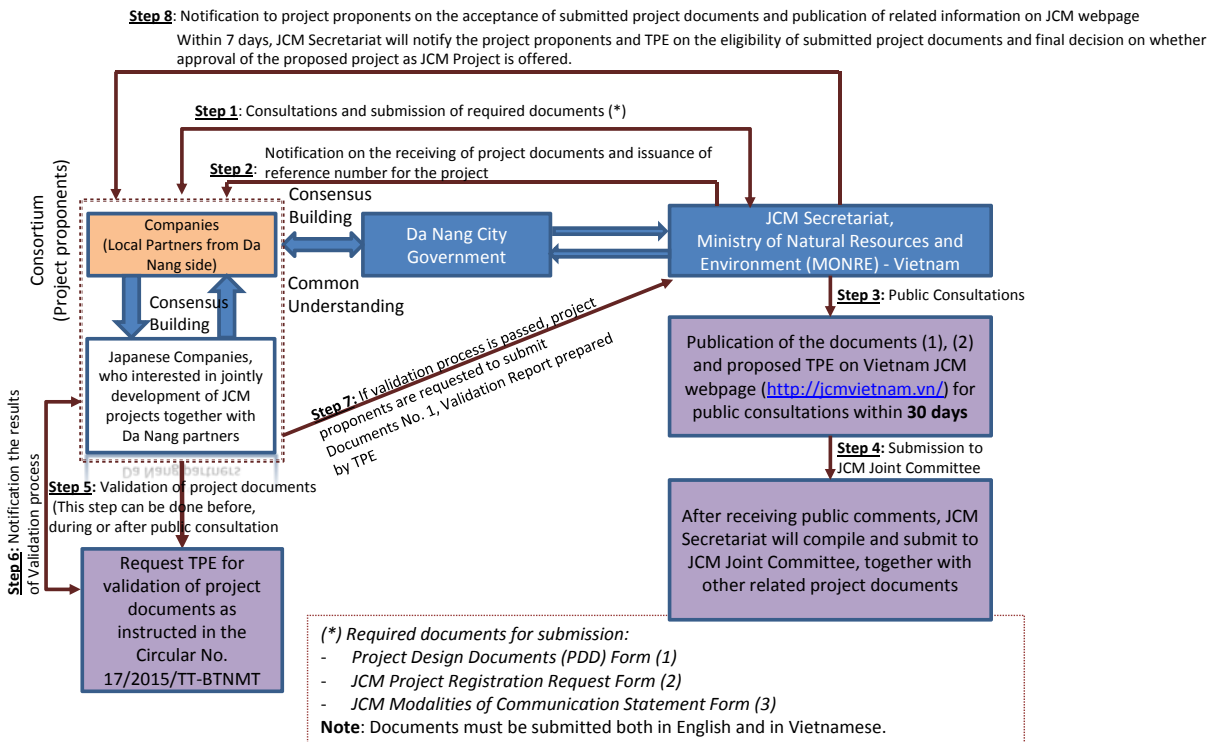 Step 8: Notification to project proponents on the acceptance of submitted project documents and publication of related information on JCM webpage
Within 7 days, JCM Secretariat will notify the project proponents and TPE on the eligibility of submitted project documents and final decision on whether
approval of the proposed project as JCM Project is offered.
Step 1: Consultations and submission of required documents (*)
Step 2: Notification on the receiving of project documents and issuance of
reference number for the project
Consortium
(Project proponents)
Companies
(Local Partners from Da
Nang side)
Consensus
Building
Common
Understanding
Da Nang City
Government
JCM Secretariat,
Ministry of Natural Resources and
Environment (MONRE) - Vietnam
Consensus
Building
Japanese Companies,
who interested in jointly
development of JCM
projects together with
Da Nang partners
Da Nang partners
Step 3: Public Consultations
Publication of the documents (1), (2)
and proposed TPE on Vietnam JCM
webpage (http://jcmvietnam.vn/) for
public consultations within 30 days
Step 4: Submission to
JCM Joint Committee
After receiving public comments, JCM
Secretariat will compile and submit to
JCM Joint Committee, together with
other related project documents
Step 5: Validation of project documents
(This step can be done before,
during or after public consultation
Request TPE for
validation of project
documents as
instructed in the
Circular No.
17/2015/TT-BTNMT
Step 6: Notification the results
of Validation process
Step 7: If validation process is passed, project
proponents are requested to submit
Documents No. 1, Validation Report prepared
by TPE
(*) Required documents for submission:
- Project Design Documents (PDD) Form (1)
- JCM Project Registration Request Form (2)
- JCM Modalities of Communication Statement Form (3)
Note: Documents must be submitted both in English and in Vietnamese.